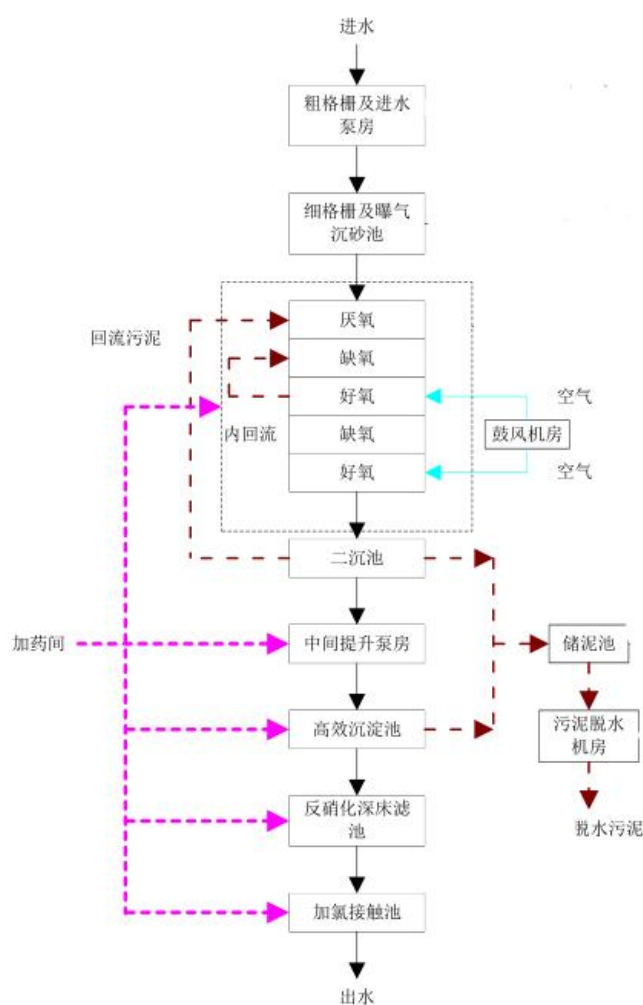 进水
粗格栅及进水
泵房
细格栅及曝气
沉砂池
厌氧
回流污泥
缺氧
好氧
空气
内回流
缺氧
鼓风机房
好氧
空气
二沉池
加药间
中间提升泵房
储泥池
高效沉淀池
污泥脱水
机房
反硝化深床滤
池
脱水污泥
加氯接触池
出水